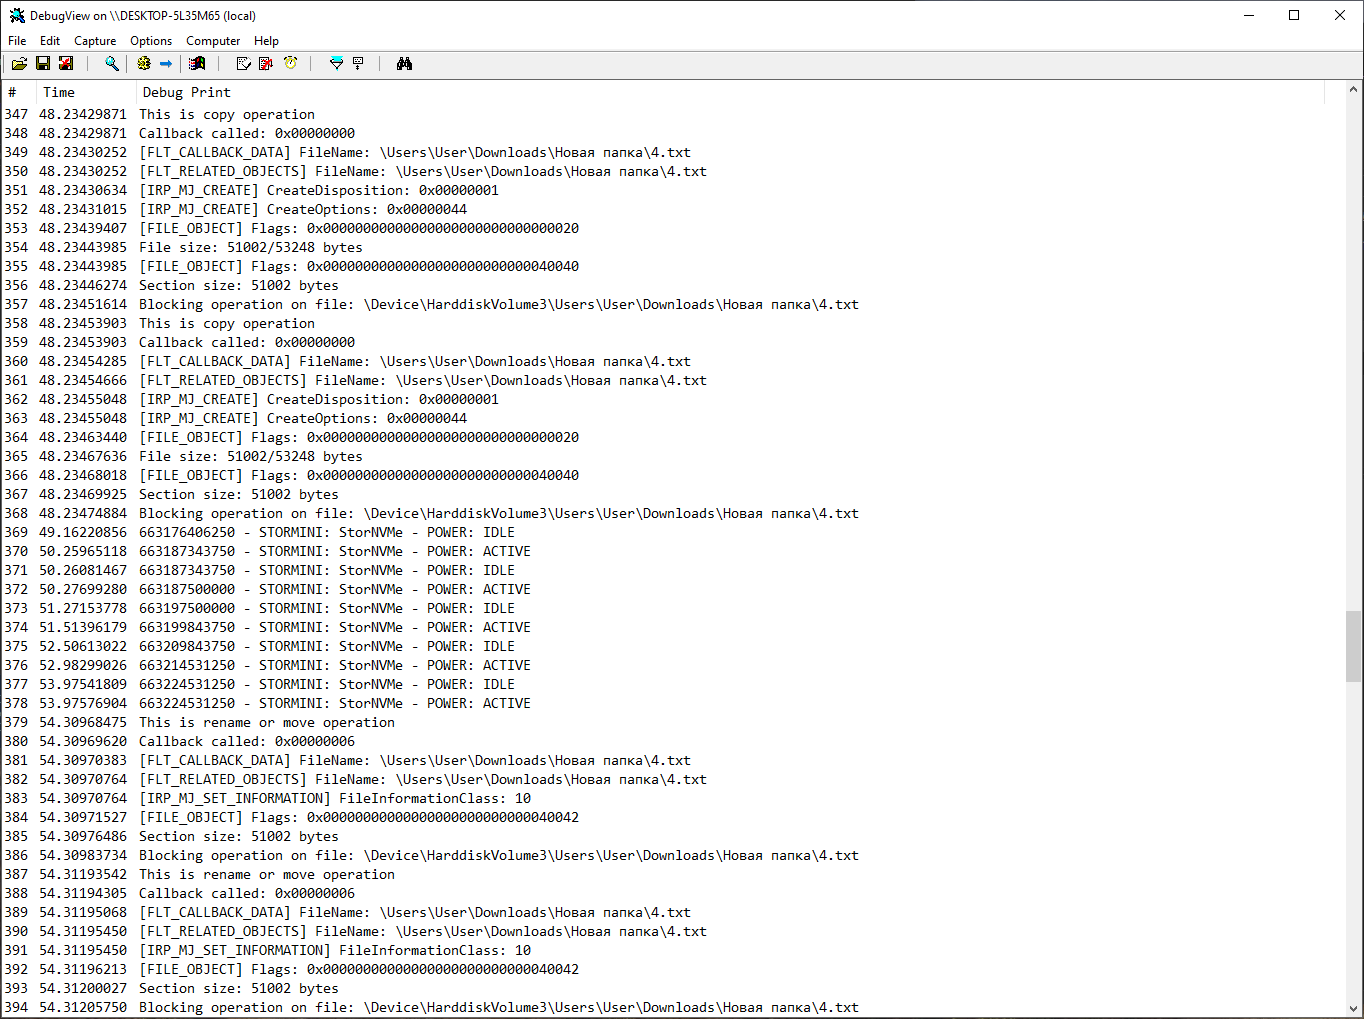 DebugView on \\DESKTOP-5L35M65 (local)
File Edit Capture Options Computer Help
# Time Debug Print
347 48.23429871 This is copy operation
348 48.23429871 Callback called: 0x00000000
349 48.23430252 [FLT_CALLBACK_DATA] FileName: \Users\User\Downloads\Новая папка\4.txt
350 48.23430252 [FLT_RELATED_OBJECTS] FileName: \Users\User\Downloads\Новая папка\4.txt
351 48.23430634 [IRP_MJ_CREATE] CreateDisposition: 0x00000001
352 48.23431015 [IRP_MJ_CREATE] CreateOptions: 0x00000044
353 48.23439407 [FILE_OBJECT] Flags: 0x00000000000000000000000000000020
354 48.23443985 File size: 51002/53248 bytes
355 48.23443985 [FILE_OBJECT] Flags: 0x00000000000000000000000000040040
356 48.23446274 Section size: 51002 bytes
357 48.23451614 Blocking operation on file: \Device\HarddiskVolume3\Users\User\Downloads\Новая папка\4.txt
358 48.23453903 This is copy operation
359 48.23453903 Callback called: 0x00000000
360 48.23454285 [FLT_CALLBACK_DATA] FileName: \Users\User\Downloads\Новая папка\4.txt
361 48.23454666 [FLT_RELATED_OBJECTS] FileName: \Users\User\Downloads\Новая папка\4.txt
362 48.23455048 [IRP_MJ_CREATE] CreateDisposition: 0x00000001
363 48.23455048 [IRP_MJ_CREATE] CreateOptions: 0x00000044
364 48.23463440 [FILE_OBJECT] Flags: 0x00000000000000000000000000000020
365 48.23467636 File size: 51002/53248 bytes
366 48.23468018 [FILE_OBJECT] Flags: 0x00000000000000000000000000040040
367 48.23469925 Section size: 51002 bytes
368 48.23474884 Blocking operation on file: \Device\HarddiskVolume3\Users\User\Downloads\Новая папка\4.txt
369 49.16220856 663176406250 - STORMINI: StorNVMe - POWER: IDLE
370 50.25965118 663187343750 - STORMINI: StorNVMe - POWER: ACTIVE
371 50.26081467 663187343750 - STORMINI: StorNVMe - POWER: IDLE
372 50.27699280 663187500000 - STORMINI: StorNVMe - POWER: ACTIVE
373 51.27153778 663197500000 - STORMINI: StorNVMe - POWER: IDLE
374 51.51396179 663199843750 - STORMINI: StorNVMe - POWER: ACTIVE
375 52.50613022 663209843750 - STORMINI: StorNVMe - POWER: IDLE
376 52.98299026 663214531250 - STORMINI: StorNVMe - POWER: ACTIVE
377 53.97541809 663224531250 - STORMINI: StorNVMe - POWER: IDLE
378 53.97576904 663224531250 - STORMINI: StorNVMe - POWER: ACTIVE
379 54.30968475 This is rename or move operation
380 54.30969620 Callback called: 0x00000006
381 54.30970383 [FLT_CALLBACK_DATA] FileName: \Users\User\Downloads\Новая папка\4.txt
382 54.30970764 [FLT_RELATED_OBJECTS] FileName: \Users\User\Downloads\Новая папка\4.txt
383 54.30970764 [IRP_MJ_SET_INFORMATION] FileInformationClass: 10
384 54.30971527 [FILE_OBJECT] Flags: 0x00000000000000000000000000040042
385 54.30976486 Section size: 51002 bytes
386 54.30983734 Blocking operation on file: \Device\HarddiskVolume3\Users\User\Downloads\Новая папка\4.txt
387 54.31193542 This is rename or move operation
388 54.31194305 Callback called: 0x00000006
389 54.31195068 [FLT_CALLBACK_DATA] FileName: \Users\User\Downloads\Новая папка\4.txt
390 54.31195450 [FLT_RELATED_OBJECTS] FileName: \Users\User\Downloads\Новая папка\4.txt
391 54.31195450 [IRP_MJ_SET_INFORMATION] FileInformationClass: 10
392 54.31196213 [FILE_OBJECT] Flags: 0x00000000000000000000000000040042
393 54.31200027 Section size: 51002 bytes
394 54.31205750 Blocking operation on file: \Device\HarddiskVolume3\Users\User\Downloads\Новая папка\4.txt